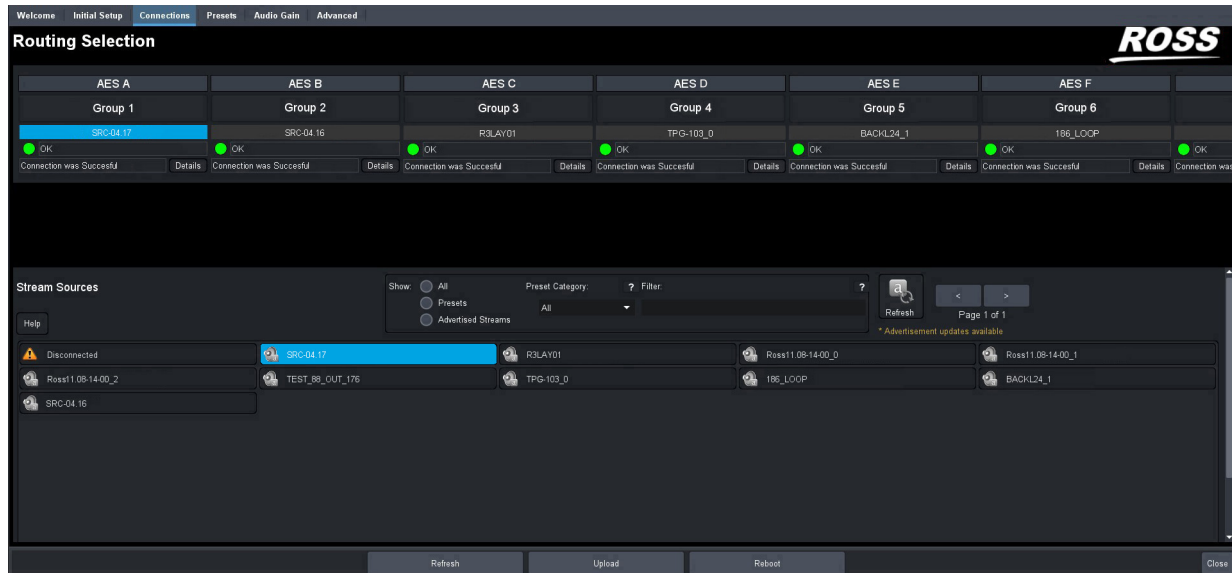 Welcome Initial Setup Connections Presets Audio Gain Advanced
Routing Selection
ROSS
AES A AES B AES C AES D AES E AES F
Group 1 Group 2 Group 3 Group 4 Group 5 Group 6
SRC-04.17 SRC-04.16 R3LAY01 TPG-103_0 BACKL24_1 186_LOOP
OK OK OK OK OK OK OK
Connection was Succesful Details Connection was Succesful Details Connection was Succesful Details Connection was Succesful Details Connection was Succesful Details Connection was Succesful Details Connection was
Stream Sources
Help
Show: All Preset Category: ? Filter: ?
Presets All
Advertised Streams
a
Refresh
< >
Page 1 of 1
* Advertisement updates available
Disconnected SRC-04.17 R3LAY01 Ross11.08-14-00_0 Ross11.08-14-00_1
Ross11.08-14-00_2 TEST_88_OUT_176 TPG-103_0 186_LOOP BACKL24_1
SRC-04.16
Refresh Upload Reboot Close